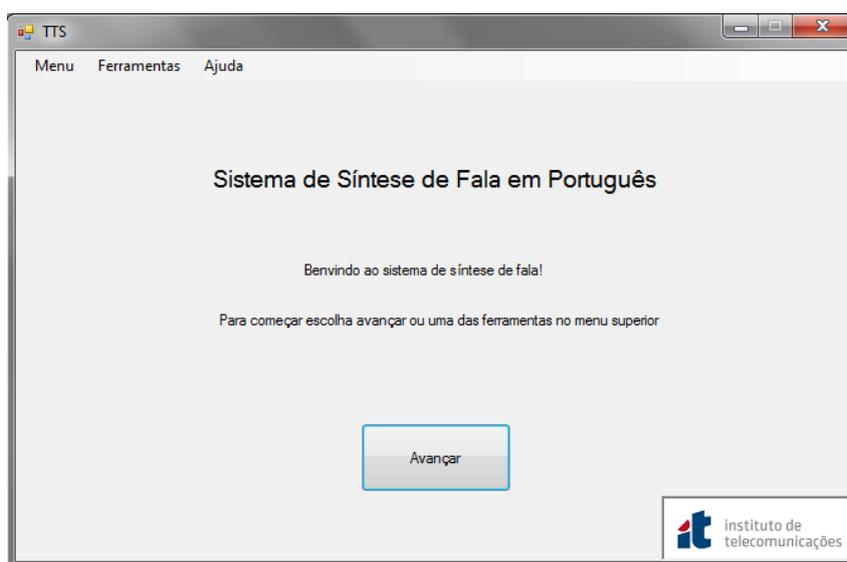 TTS
Menu Ferramentas Ajuda
Sistema de Síntese de Fala em Português
Benvindo ao sistema de síntese de fala!
Para começar escolha avançar ou uma das ferramentas no menu superior
Avançar
it instituto de
telecomunicações